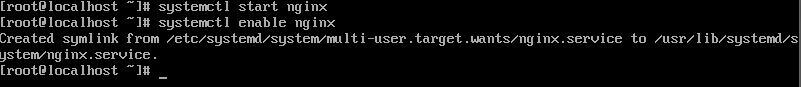 [root@localhost ~]# systemctl start nginx
[root@localhost ~]# systemctl enable nginx
Created symlink from /etc/systemd/system/multi-user.target.wants/nginx.service to /usr/lib/systemd/s
ystem/nginx.service.
[root@localhost ~]# _